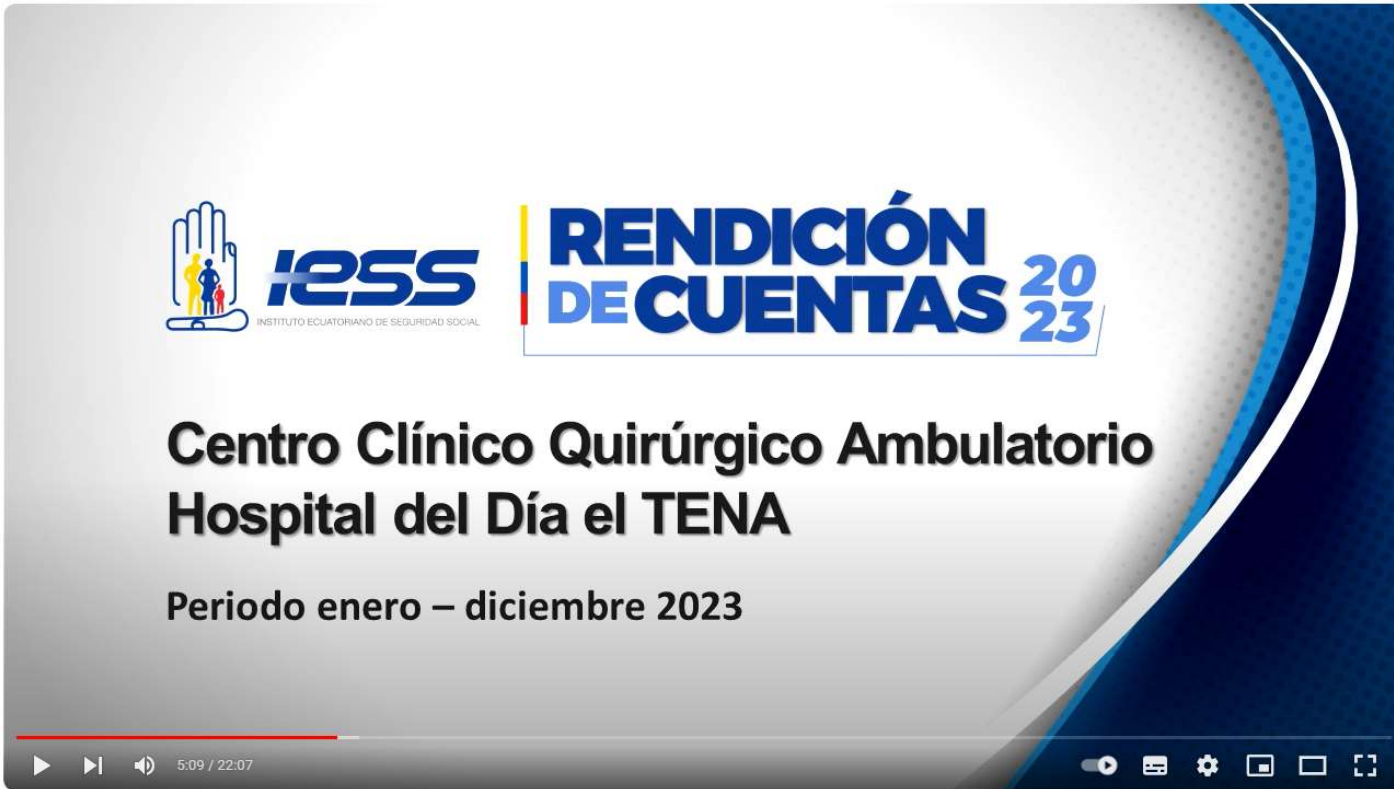 IESS
INSTITUTO ECUATORIANO DE SEGURIDAD SOCIAL
RENDICIÓN
DE CUENTAS
20
23
Centro Clínico Quirúrgico Ambulatorio
Hospital del Día el TENA
Periodo enero – diciembre 2023
5:09 / 22:07